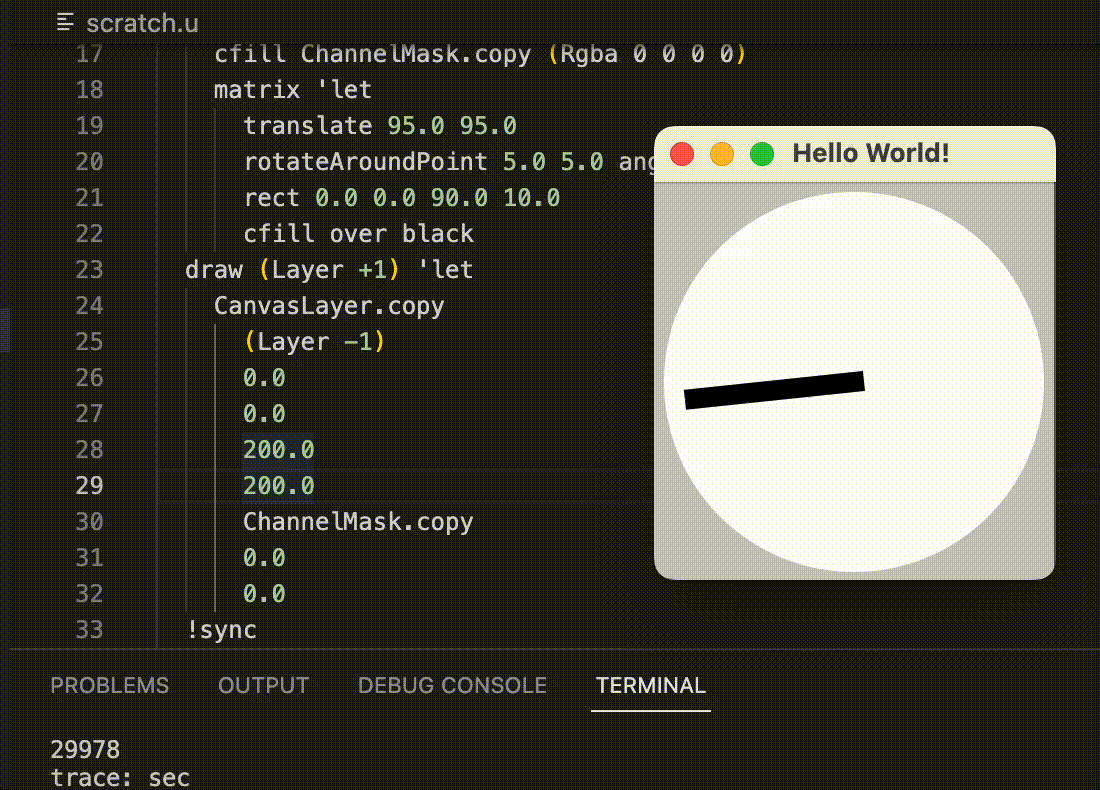 scratch.u
17 cfill ChannelMask.copy (Rgba 0 0 0 0)
18 matrix 'let
19 translate 95.0 95.0
20 rotateAroundPoint 5.0 5.0
21 rect 0.0 0.0 90.0 10.0
22 cfill over black
23 draw (Layer +1) 'let
24 CanvasLayer.copy
25 (Layer -1)
26 0.0
27 0.0
28 200.0
29 200.0
30 ChannelMask.copy
31 0.0
32 0.0
33 !sync
Hello World!
PROBLEMS OUTPUT DEBUG CONSOLE TERMINAL
29978
trace: sec